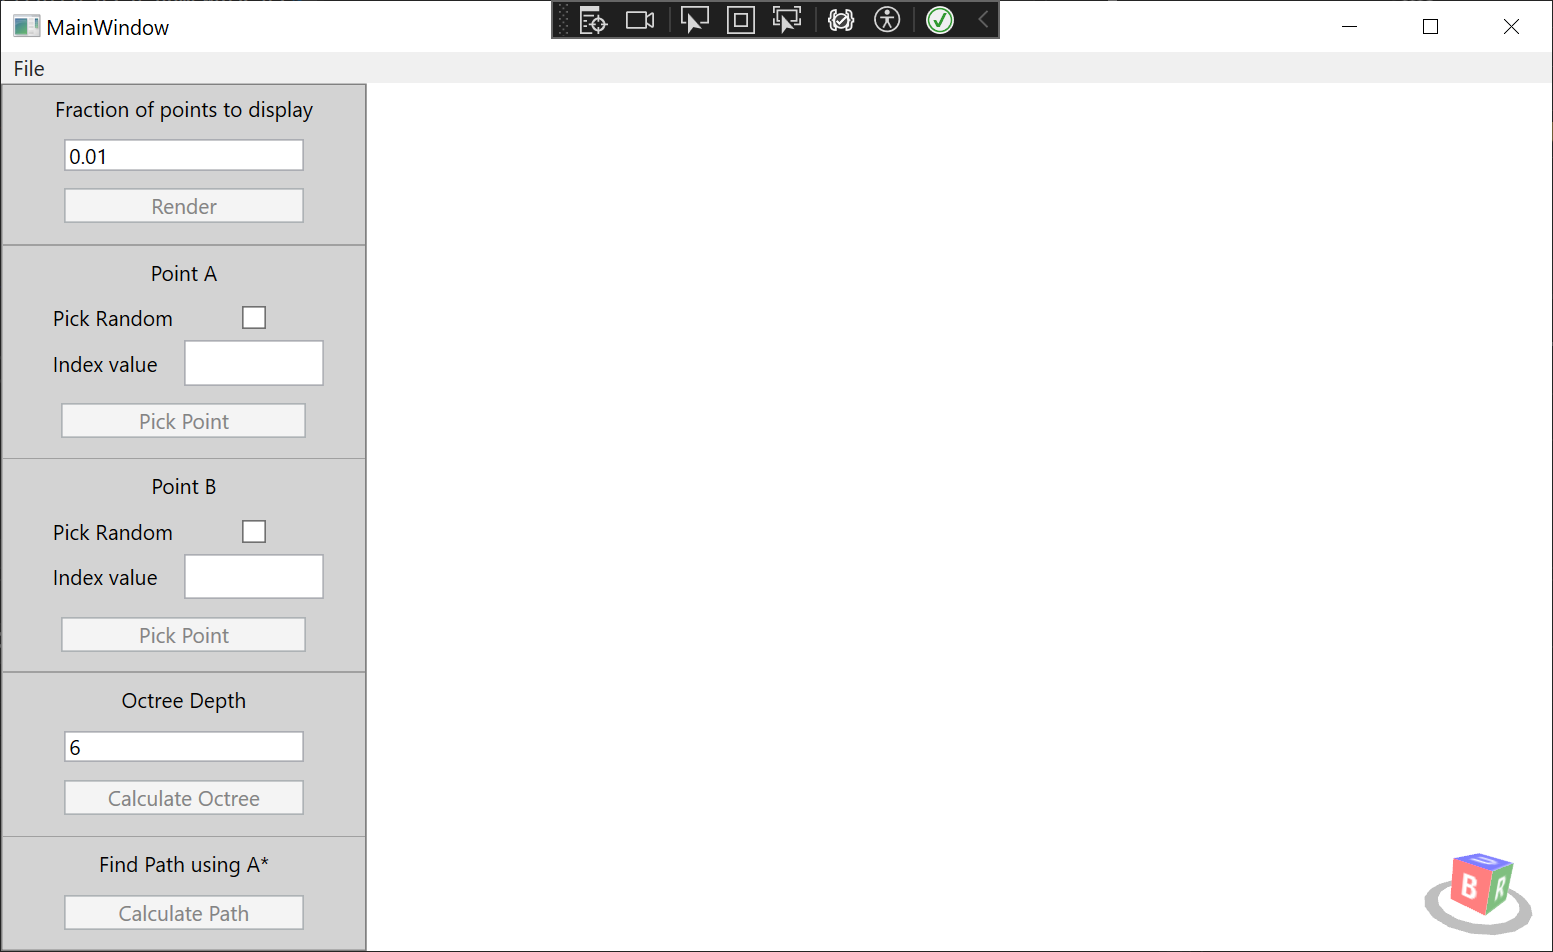 MainWindow
File
Fraction of points to display
0.01
Render
Point A
Pick Random
Index value
Pick Point
Point B
Pick Random
Index value
Pick Point
Octree Depth
6
Calculate Octree
Find Path using A*
Calculate Path
U
B R